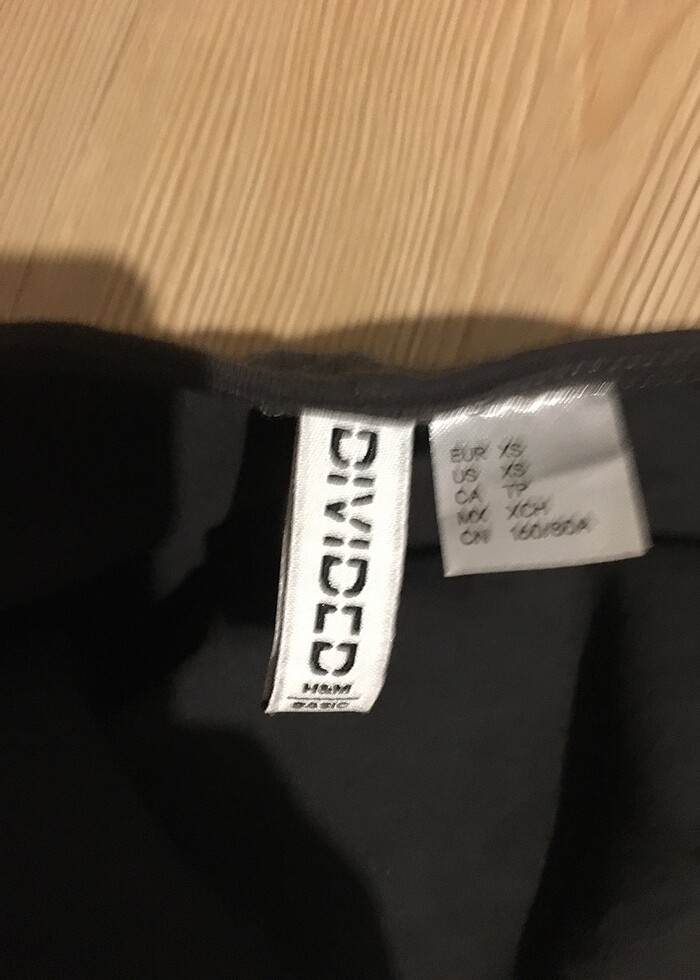 DIVIDED
H&M
BASIC
EUR XS
US XS
CA TP
MX XCH
CN 160/80A